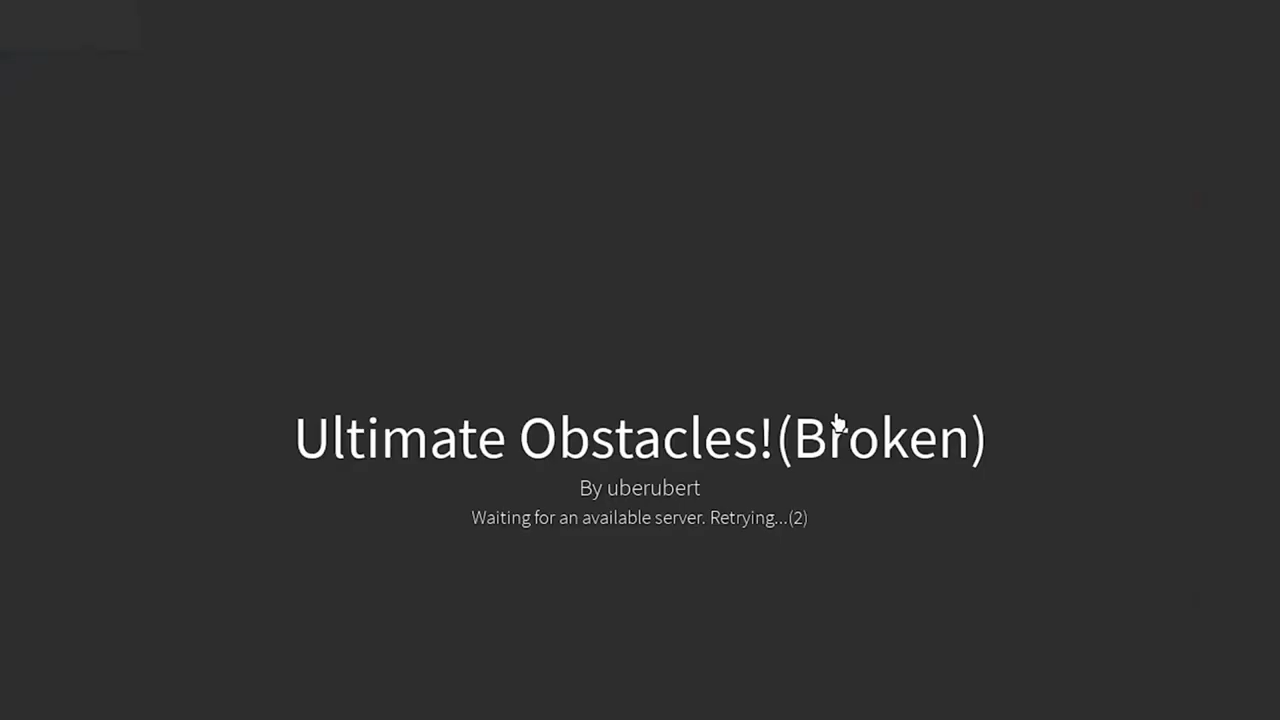 Ultimate Obstacles!(Broken)
By uberubert
Waiting for an available server. Retrying...(2)